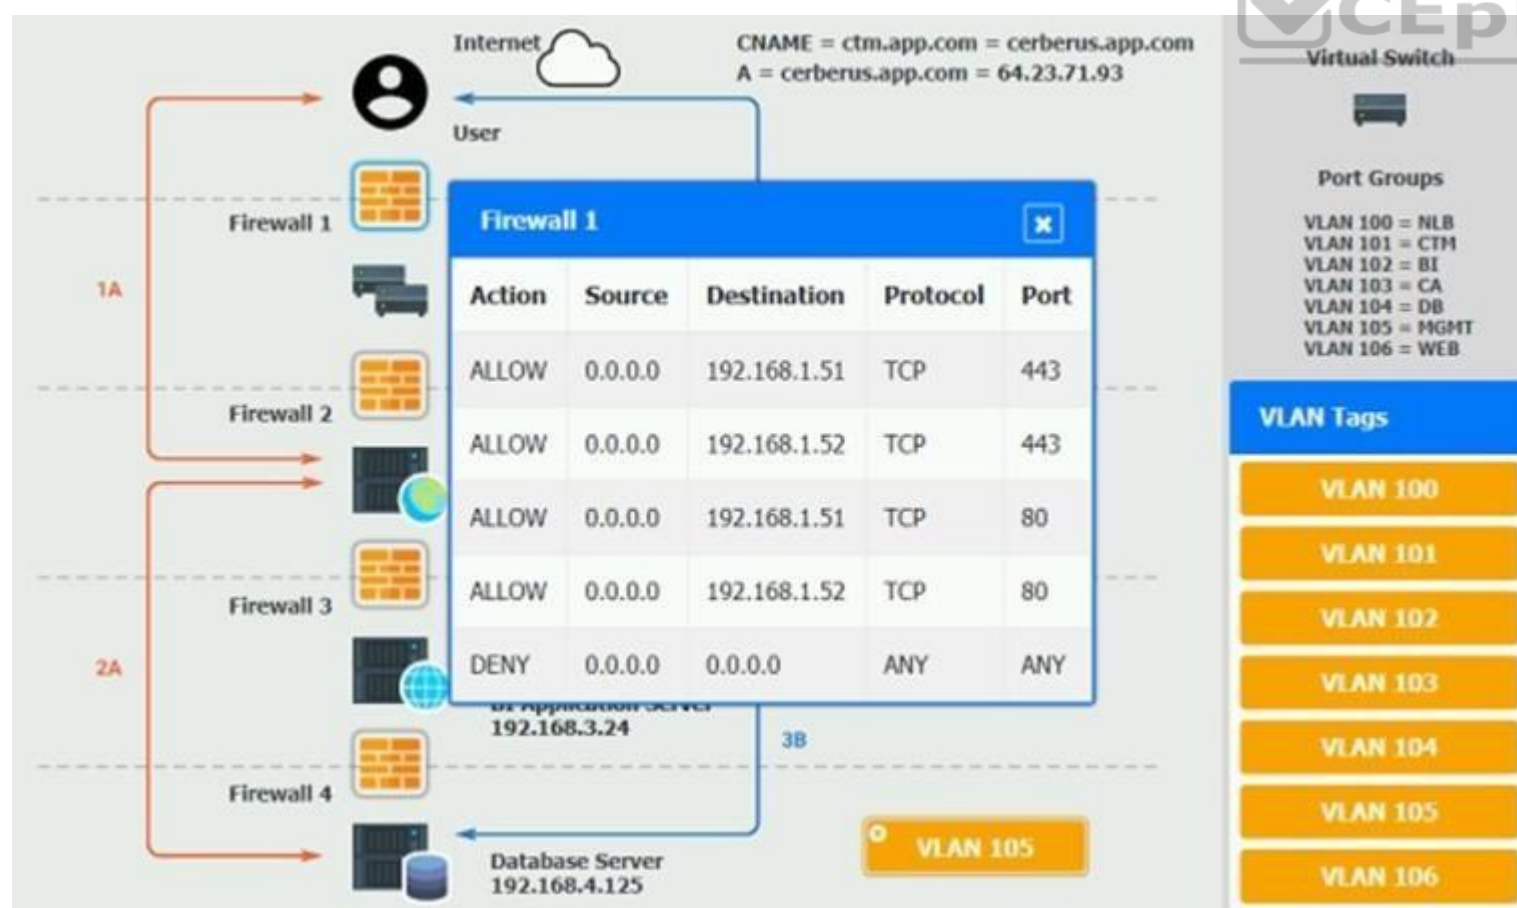 Internet
CNAME = ctm.app.com = cerberus.app.com
A = cerberus.app.com = 64.23.71.93
User
Firewall 1
1A
Firewall 2
Firewall 3
2A
192.168.3.24
3B
Firewall 4
Database Server
192.168.4.125
VLAN 105
Firewall 1
Action Source Destination Protocol Port
ALLOW 0.0.0.0 192.168.1.51 TCP 443
ALLOW 0.0.0.0 192.168.1.52 TCP 443
ALLOW 0.0.0.0 192.168.1.51 TCP 80
ALLOW 0.0.0.0 192.168.1.52 TCP 80
DENY 0.0.0.0 0.0.0.0 ANY ANY
Virtual Switch
Port Groups
VLAN 100 = NLB
VLAN 101 = CTM
VLAN 102 = BI
VLAN 103 = CA
VLAN 104 = DB
VLAN 105 = MGMT
VLAN 106 = WEB
VLAN Tags
VLAN 100
VLAN 101
VLAN 102
VLAN 103
VLAN 104
VLAN 105
VLAN 106